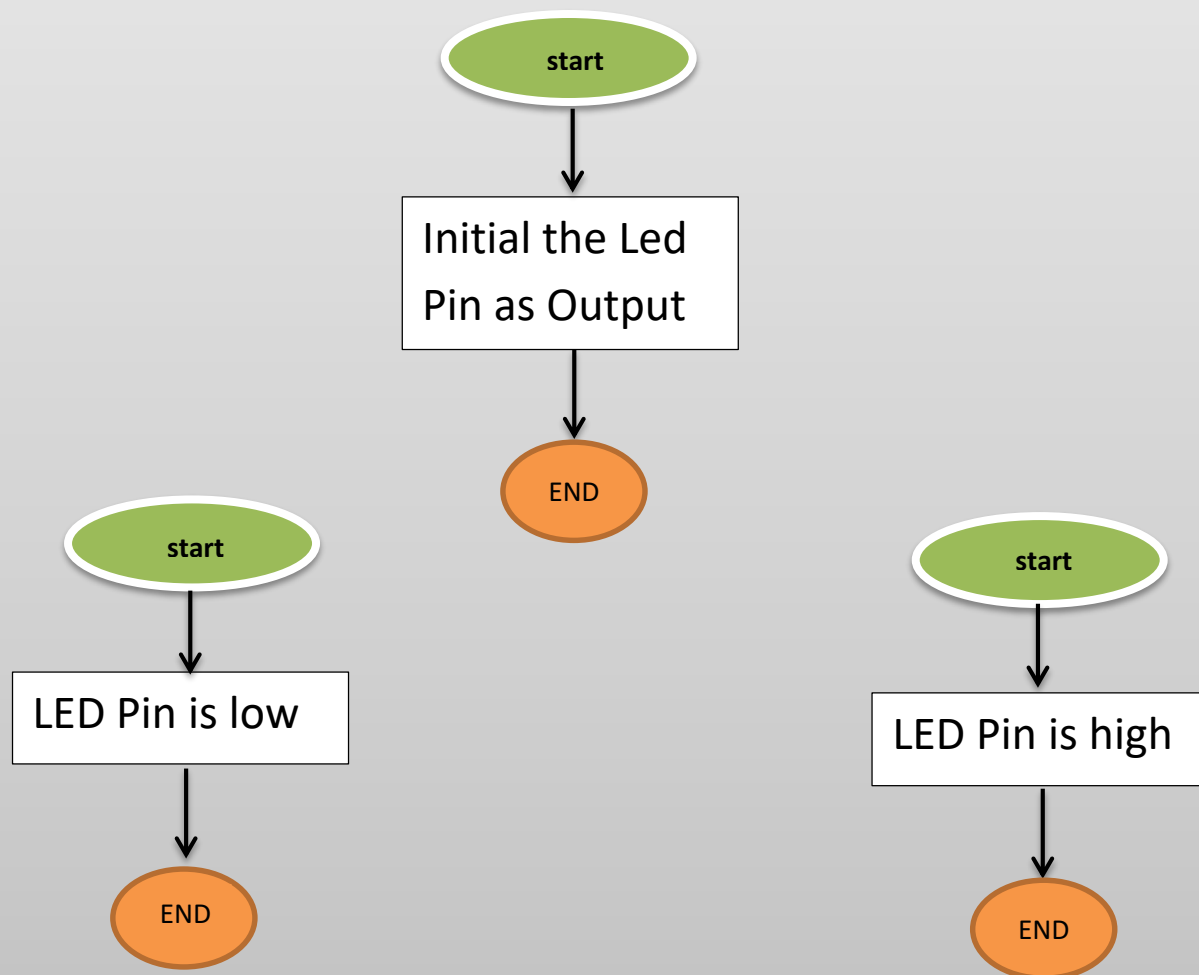 start
Initial the Led
Pin as Output
END
start
LED Pin is low
END
start
LED Pin is high
END